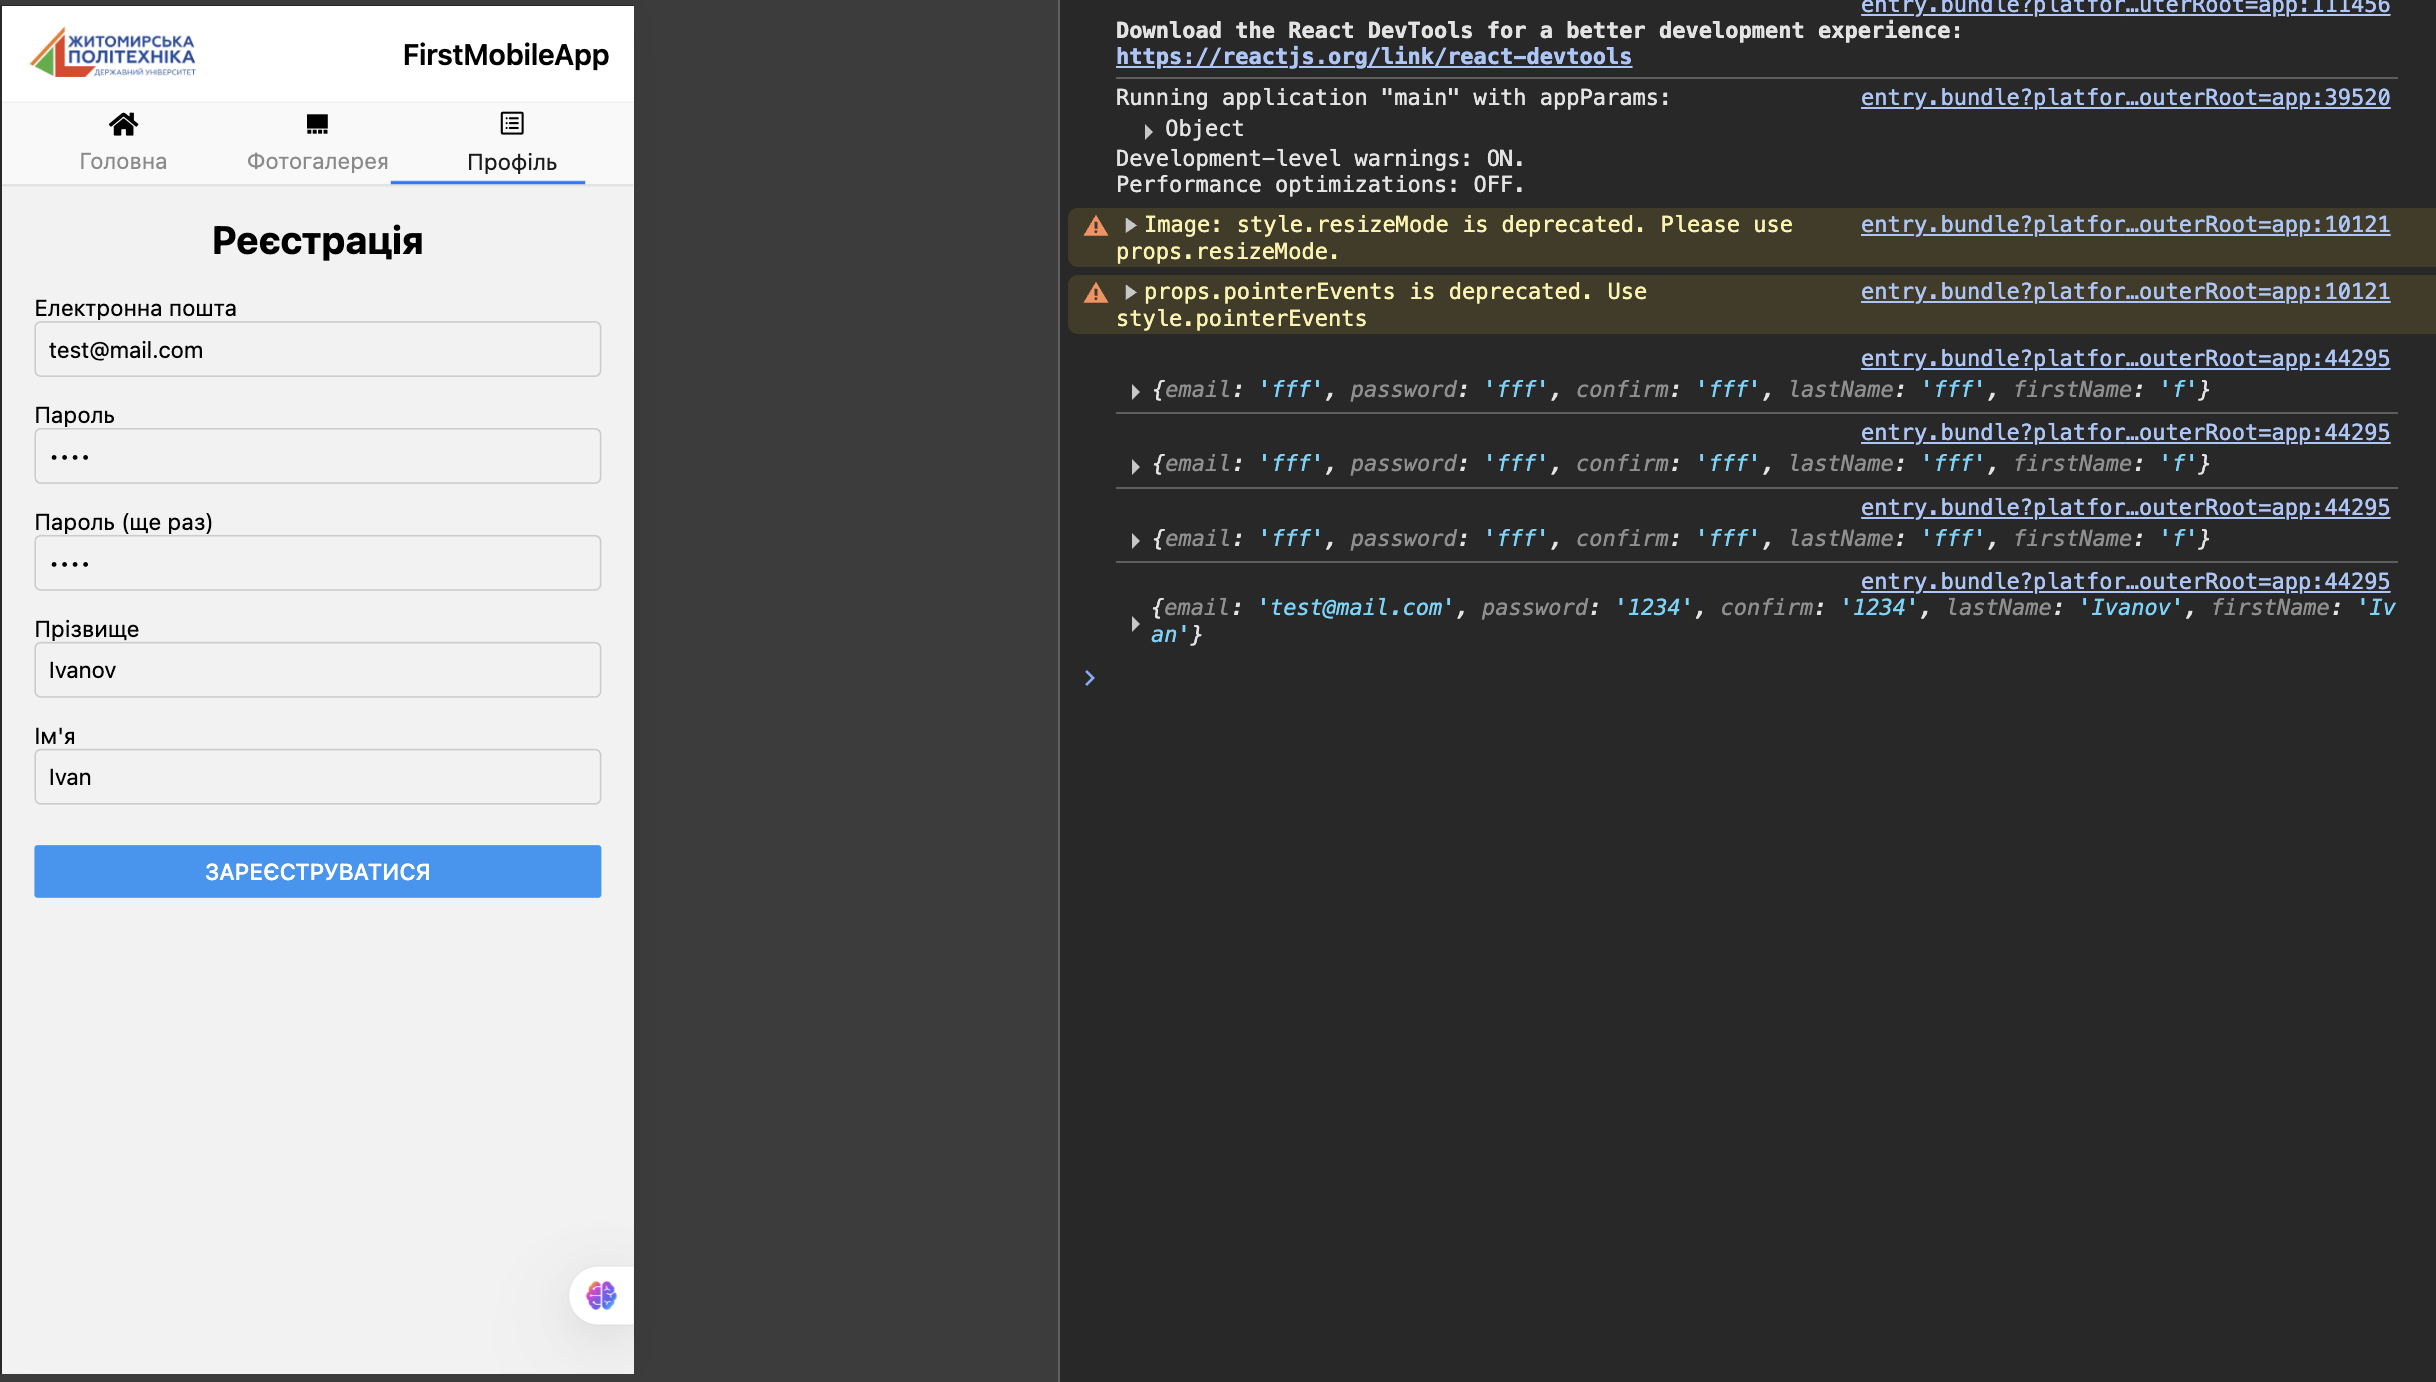 ЖИТОМИРСЬКА
ПОЛІТЕХНІКА
ДЕРЖАВНИЙ УНІВЕРСИТЕТ
FirstMobileApp
Головна
Фотогалерея
Профіль
Реєстрація
Електронна пошта
test@mail.com
Пароль
••••
Пароль (ще раз)
••••
Прізвище
Ivanov
Ім'я
Ivan
ЗАРЕЄСТРУВАТИСЯ
entry.bundle?platfor…uterRoot=app:111456
Download the React DevTools for a better development experience:
https://reactjs.org/link/react-devtools
Running application "main" with appParams:
entry.bundle?platfor…outerRoot=app:39520
Object
Development-level warnings: ON.
Performance optimizations: OFF.
Image: style.resizeMode is deprecated. Please use
entry.bundle?platfor…outerRoot=app:10121
props.resizeMode.
props.pointerEvents is deprecated. Use
entry.bundle?platfor…outerRoot=app:10121
style.pointerEvents
entry.bundle?platfor…outerRoot=app:44295
{email: 'fff', password: 'fff', confirm: 'fff', lastName: 'fff', firstName: 'f'}
entry.bundle?platfor…outerRoot=app:44295
{email: 'fff', password: 'fff', confirm: 'fff', lastName: 'fff', firstName: 'f'}
entry.bundle?platfor…outerRoot=app:44295
{email: 'fff', password: 'fff', confirm: 'fff', lastName: 'fff', firstName: 'f'}
entry.bundle?platfor…outerRoot=app:44295
{email: 'test@mail.com', password: '1234', confirm: '1234', lastName: 'Ivanov', firstName: 'Iv
an'}